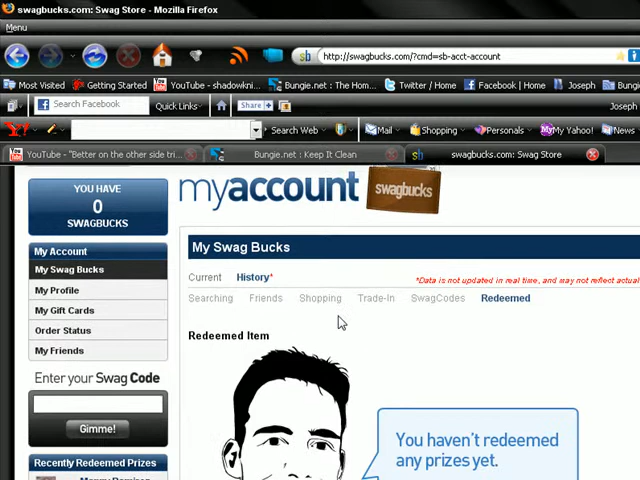 swagbucks.com: Swag Store - Mozilla Firefox
Menu
sb http://swagbucks.com/?cmd=sb-acct-account
Most Visited Getting Started YouTube - shadowkni... Bungie.net : The Hom... Twitter / Home Facebook | Home Joseph Bungie
Search Facebook Quick Links Share + Joseph
Y! Search Web Mail Shopping Personals My Yahoo! News
YouTube - "Better on the other side tri... Bungie.net : Keep It Clean sb swagbucks.com: Swag Store
YOU HAVE
0
SWAGBUCKS
myaccount swagbucks
My Account
My Swag Bucks
My Profile
My Gift Cards
Order Status
My Friends
Enter your Swag Code
Gimme!
Recently Redeemed Prizes
My Swag Bucks
Current History*
*Data is not updated in real time, and may not reflect actual
Searching Friends Shopping Trade-In SwagCodes Redeemed
Redeemed Item
You haven't redeemed
any prizes yet.